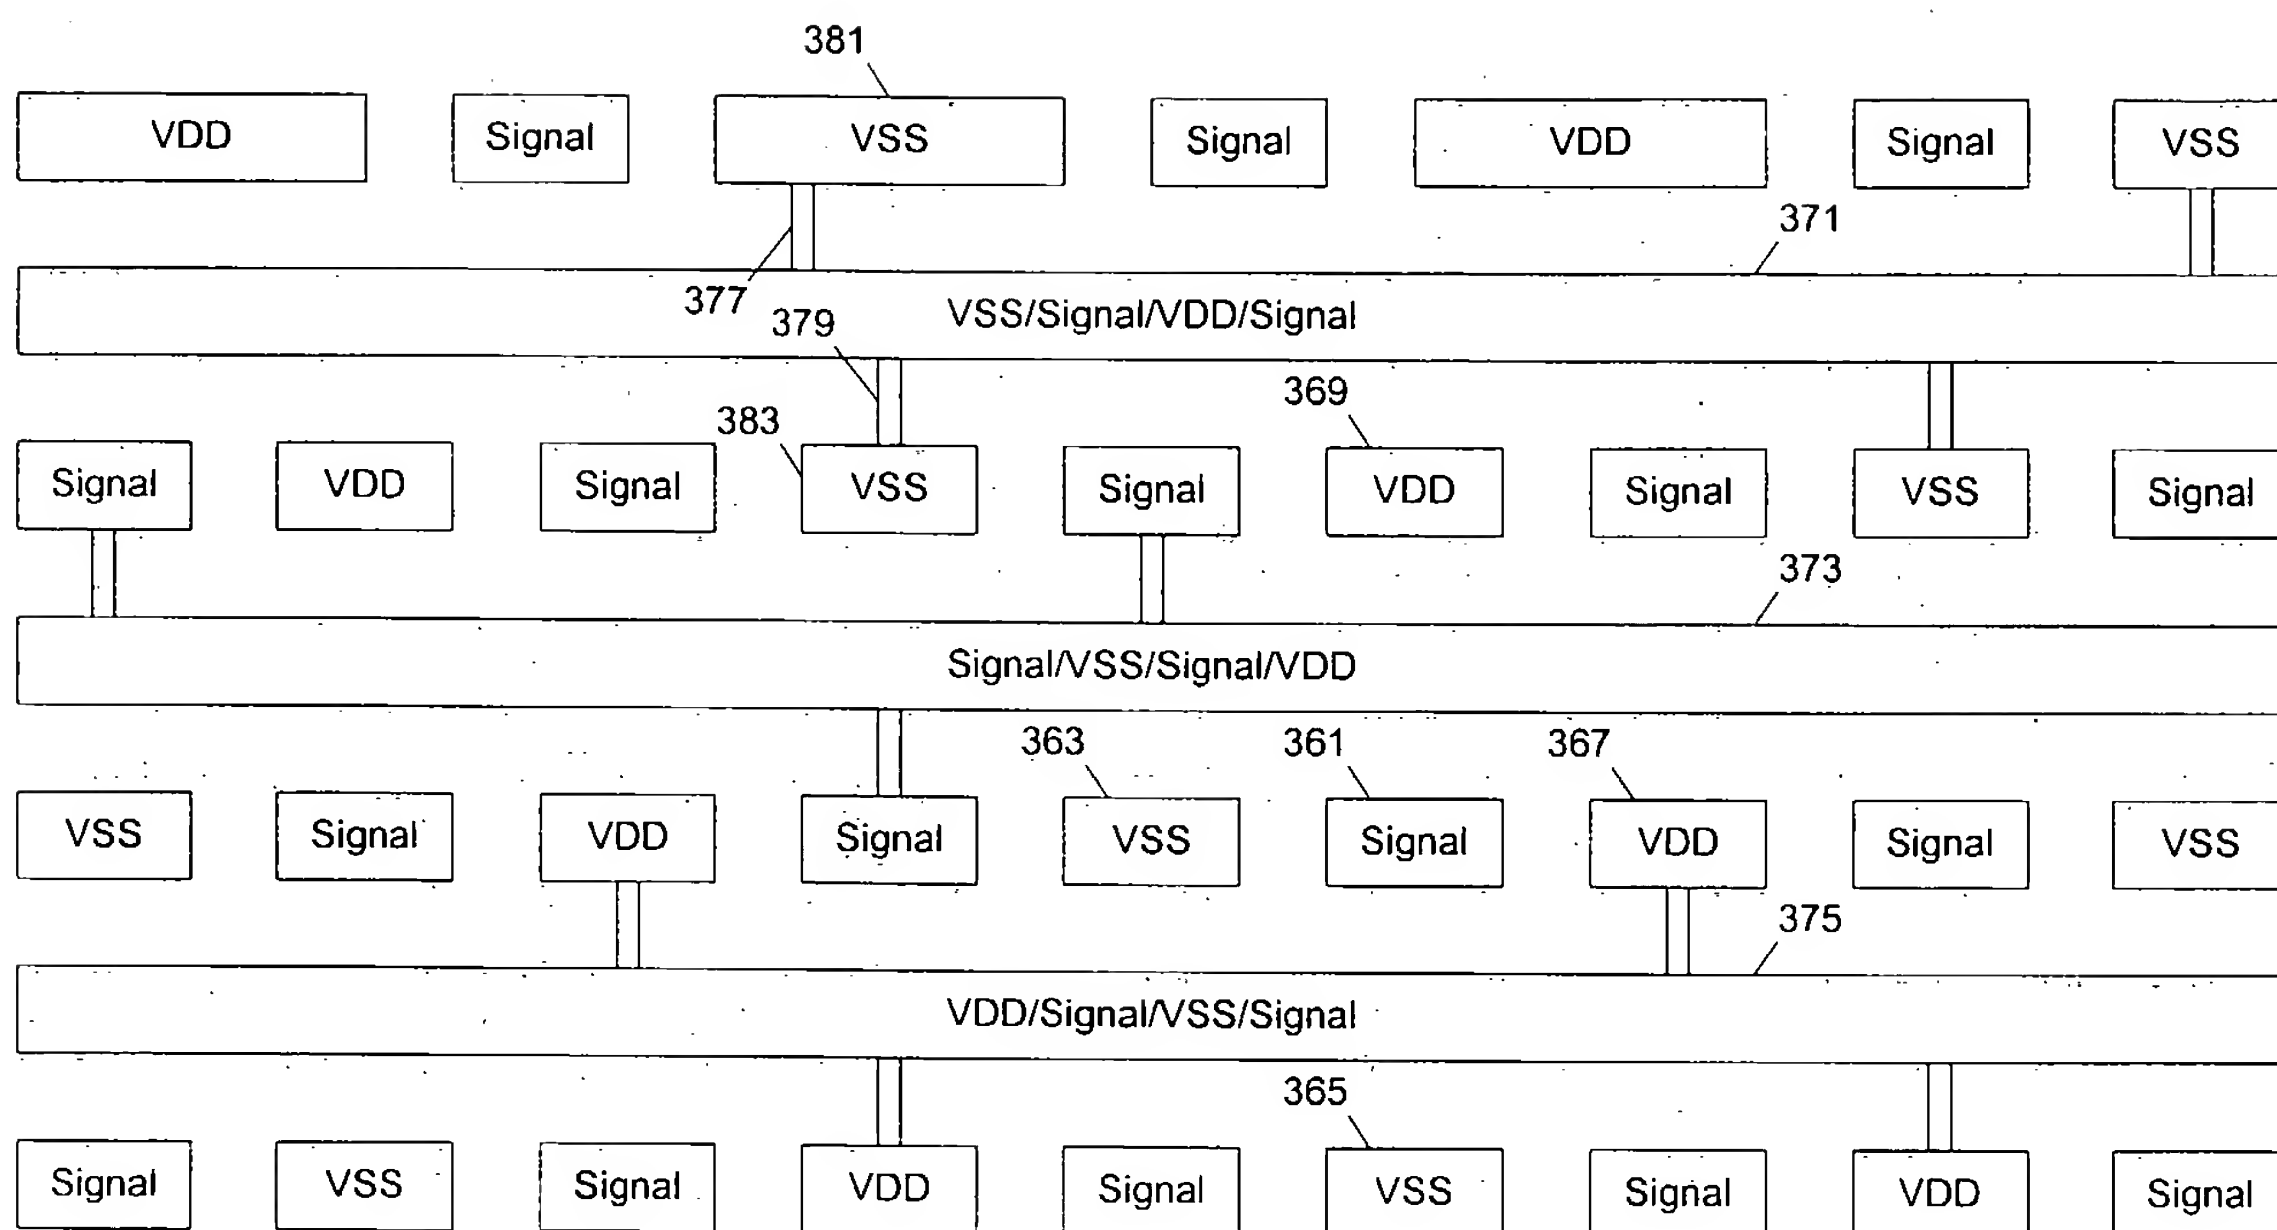 381
VDD Signal VSS Signal VDD Signal VSS
371
377
VSS/Signal/VDD/Signal
379
369
383
Signal VDD Signal VSS Signal VDD Signal VSS Signal
373
Signal/VSS/Signal/VDD
363 361 367
VSS Signal VDD Signal VSS Signal VDD Signal VSS
375
VDD/Signal/VSS/Signal
365
Signal VSS Signal VDD Signal VSS Signal VDD Signal